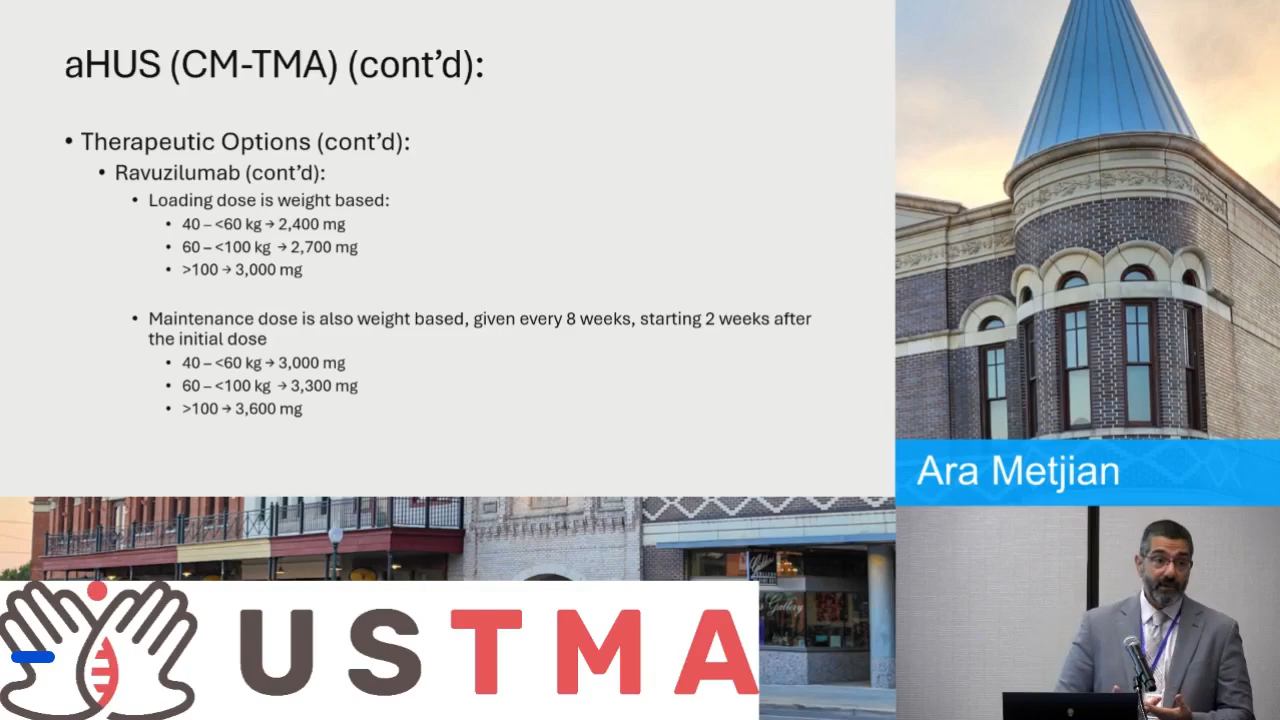 aHUS (CM-TMA) (cont’d):
• Therapeutic Options (cont’d):
• Ravuzilumab (cont’d):
• Loading dose is weight based:
• 40 – <60 kg → 2,400 mg
• 60 – <100 kg → 2,700 mg
• >100 → 3,000 mg
• Maintenance dose is also weight based, given every 8 weeks, starting 2 weeks after
the initial dose
• 40 – <60 kg → 3,000 mg
• 60 – <100 kg → 3,300 mg
• >100 → 3,600 mg
Ara Metjian
Gallery
USTMA